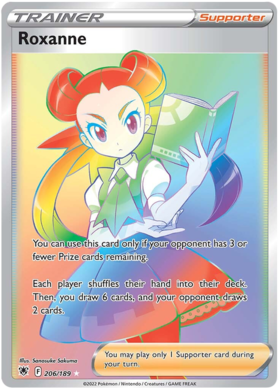 TRAINER Supporter
Roxanne
You can use this card only if your opponent has 3 or
fewer Prize cards remaining.
Each player shuffles their hand into their deck.
Then, you draw 6 cards, and your opponent draws
2 cards.
Illus. Sanosuke Sakuma
F 206/189
You may play only 1 Supporter card during
your turn.
©2022 Pokémon / Nintendo / Creatures / GAME FREAK